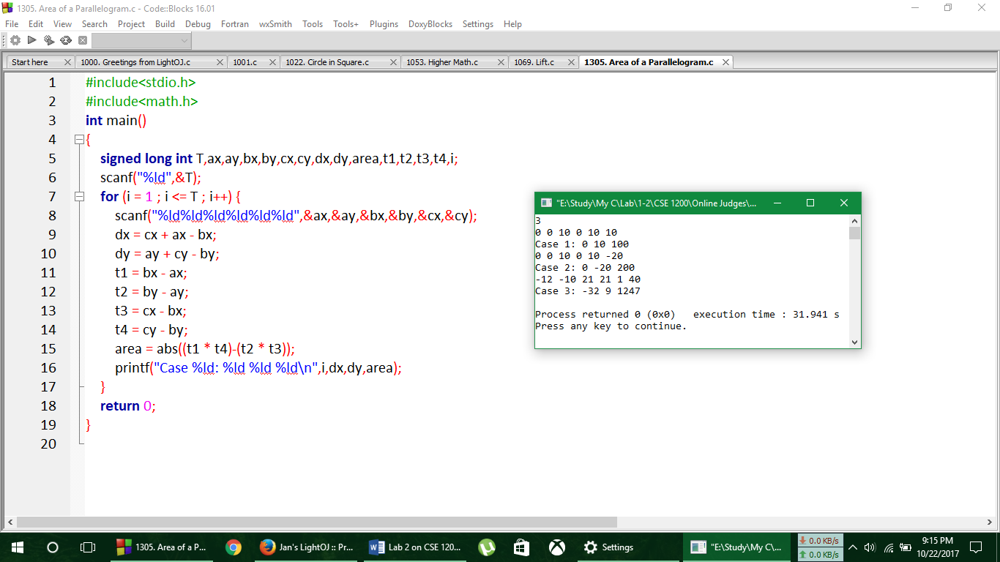 1305. Area of a Parallelogram.c - Code::Blocks 16.01
File Edit View Search Project Build Debug Fortran wxSmith Tools Tools+ Plugins DoxyBlocks Settings Help
Start here 1000. Greetings from LightOJ.c 1001.c 1022. Circle in Square.c 1053. Higher Math.c 1069. Lift.c 1305. Area of a Parallelogram.c
1 #include<stdio.h>
2 #include<math.h>
3 int main()
4 {
5 signed long int T,ax,ay,bx,by,cx,cy,dx,dy,area,t1,t2,t3,t4,i;
6 scanf("%ld",&T);
7 for (i = 1 ; i <= T ; i++) {
8 scanf("%ld%ld%ld%ld%ld%ld",&ax,&ay,&bx,&by,&cx,&cy);
9 dx = cx + ax - bx;
10 dy = ay + cy - by;
11 t1 = bx - ax;
12 t2 = by - ay;
13 t3 = cx - bx;
14 t4 = cy - by;
15 area = abs((t1 * t4)-(t2 * t3));
16 printf("Case %ld: %ld %ld %ld\n",i,dx,dy,area);
17 }
18 return 0;
19 }
20
"E:\Study\My C\Lab\1-2\CSE 1200\Online Judges\...
3
0 0 10 0 10 10
Case 1: 0 10 100
0 0 10 0 10 -20
Case 2: 0 -20 200
-12 -10 21 21 1 40
Case 3: -32 9 1247
Process returned 0 (0x0) execution time : 31.941 s
Press any key to continue.
1305. Area of a P... Jan's LightOJ :: Pr... Lab 2 on CSE 120... Settings "E:\Study\My C\... 0.0 KB/s 9:15 PM
0.0 KB/s 10/22/2017